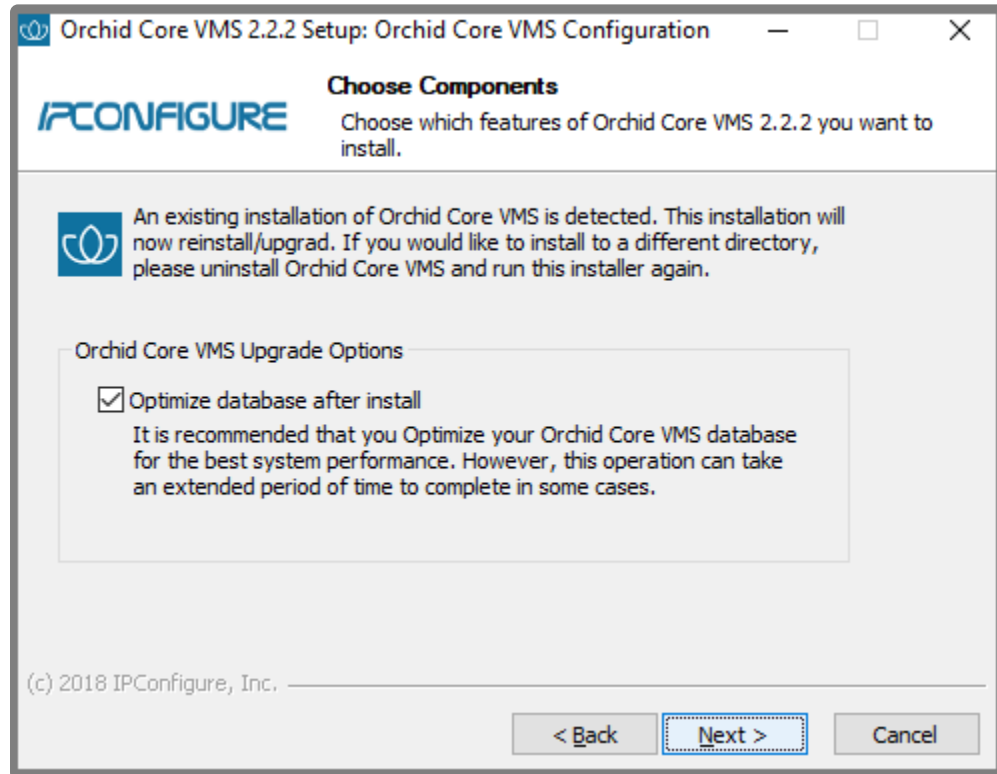 Orchid Core VMS 2.2.2 Setup: Orchid Core VMS Configuration
IPCONFIGURE
Choose Components
Choose which features of Orchid Core VMS 2.2.2 you want to
install.
An existing installation of Orchid Core VMS is detected. This installation will
now reinstall/upgrad. If you would like to install to a different directory,
please uninstall Orchid Core VMS and run this installer again.
Orchid Core VMS Upgrade Options
Optimize database after install
It is recommended that you Optimize your Orchid Core VMS database
for the best system performance. However, this operation can take
an extended period of time to complete in some cases.
(c) 2018 IPConfigure, Inc.
< Back
Next >
Cancel